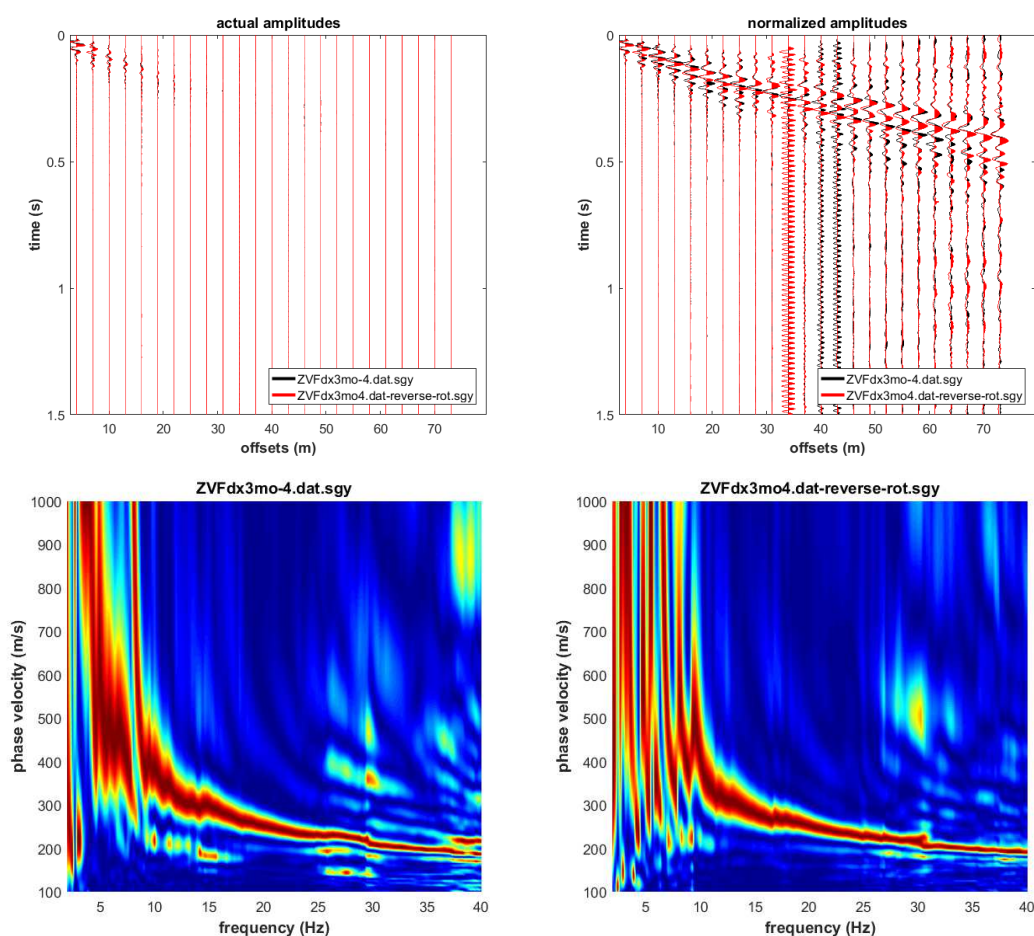 actual amplitudes
0
0.5
1
1.5
time (s)
10 20 30 40 50 60 70
offsets (m)
ZVFdx3mo-4.dat.sgy
ZVFdx3mo4.dat-reverse-rot.sgy
normalized amplitudes
0
0.5
1
1.5
time (s)
10 20 30 40 50 60 70
offsets (m)
ZVFdx3mo-4.dat.sgy
ZVFdx3mo4.dat-reverse-rot.sgy
ZVFdx3mo-4.dat.sgy
1000
900
800
700
600
500
400
300
200
100
phase velocity (m/s)
5 10 15 20 25 30 35 40
frequency (Hz)
ZVFdx3mo4.dat-reverse-rot.sgy
1000
900
800
700
600
500
400
300
200
100
phase velocity (m/s)
5 10 15 20 25 30 35 40
frequency (Hz)